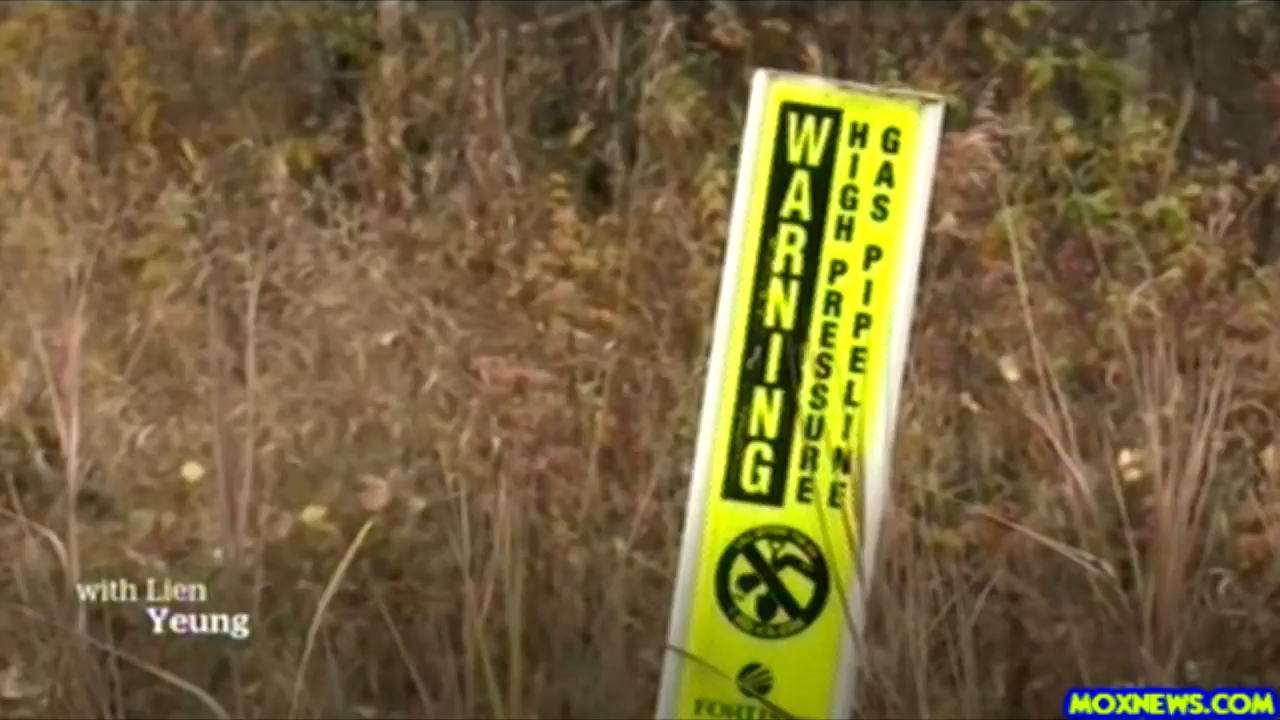 WARNING
HIGH PRESSURE
GAS PIPELINE
with Lien
Yeung
MOXNEWS.COM